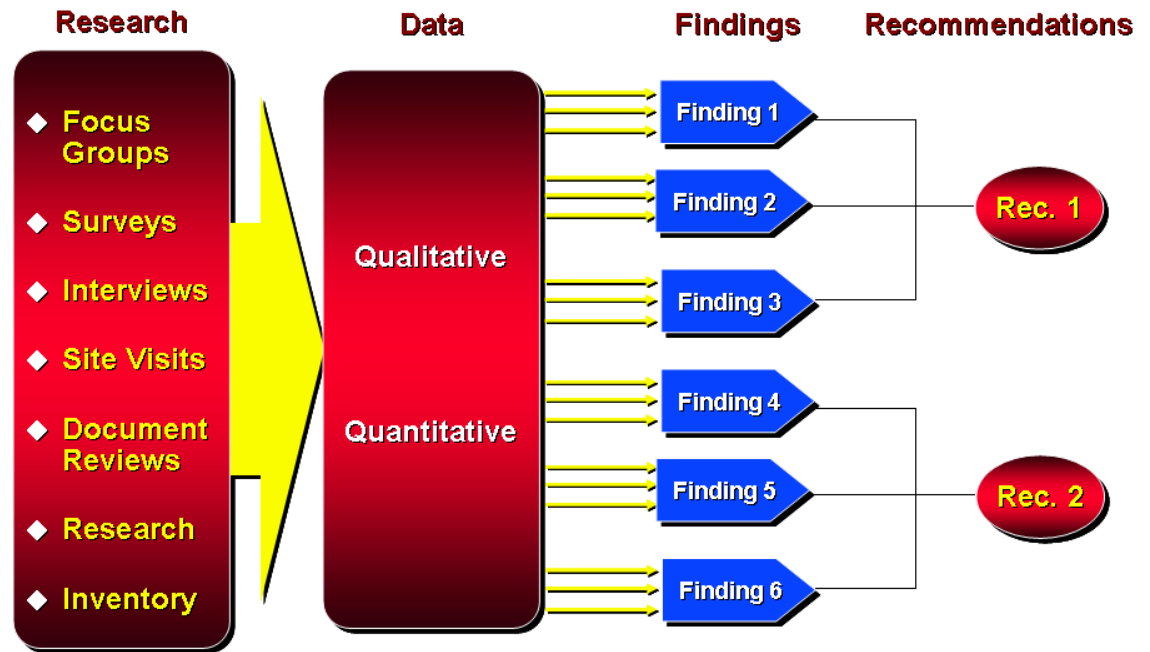 Research
Data
Findings
Recommendations
Focus
Groups
Surveys
Interviews
Site Visits
Document
Reviews
Research
Inventory
Qualitative
Quantitative
Finding 1
Finding 2
Finding 3
Finding 4
Finding 5
Finding 6
Rec. 1
Rec. 2